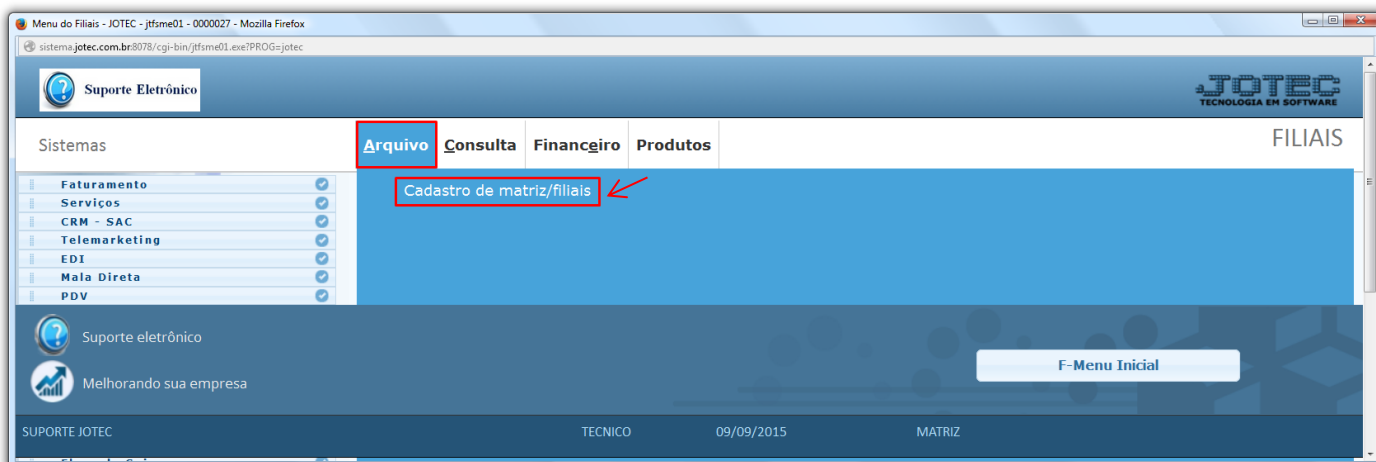 Menu do Filiais - JOTEC - jtfsme01 - 0000027 - Mozilla Firefox
sistema.jotec.com.br:8078/cgi-bin/jtfsme01.exe?PROG=jotec
Suporte Eletrônico
JOTEC
TECNOLOGIA EM SOFTWARE
Sistemas
Arquivo Consulta Financeiro Produtos
FILIAIS
Cadastro de matriz/filiais
Faturamento
Serviços
CRM - SAC
Telemarketing
EDI
Mala Direta
PDV
Suporte eletrônico
Melhorando sua empresa
F-Menu Inicial
SUPORTE JOTEC TECNICO 09/09/2015 MATRIZ